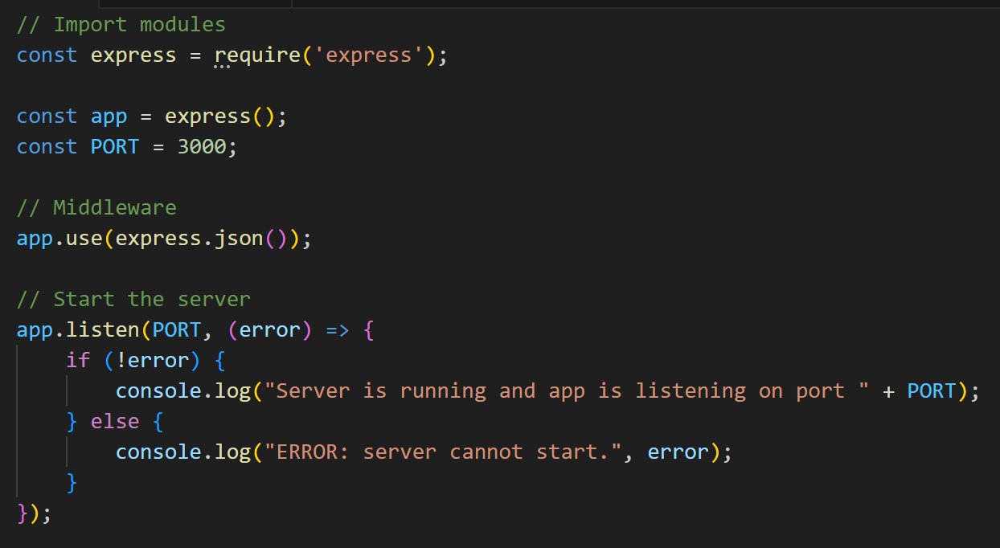 // Import modules
const express = require('express');
const app = express();
const PORT = 3000;
// Middleware
app.use(express.json());
// Start the server
app.listen(PORT, (error) => {
if (!error) {
console.log("Server is running and app is listening on port " + PORT);
} else {
console.log("ERROR: server cannot start.", error);
}
});